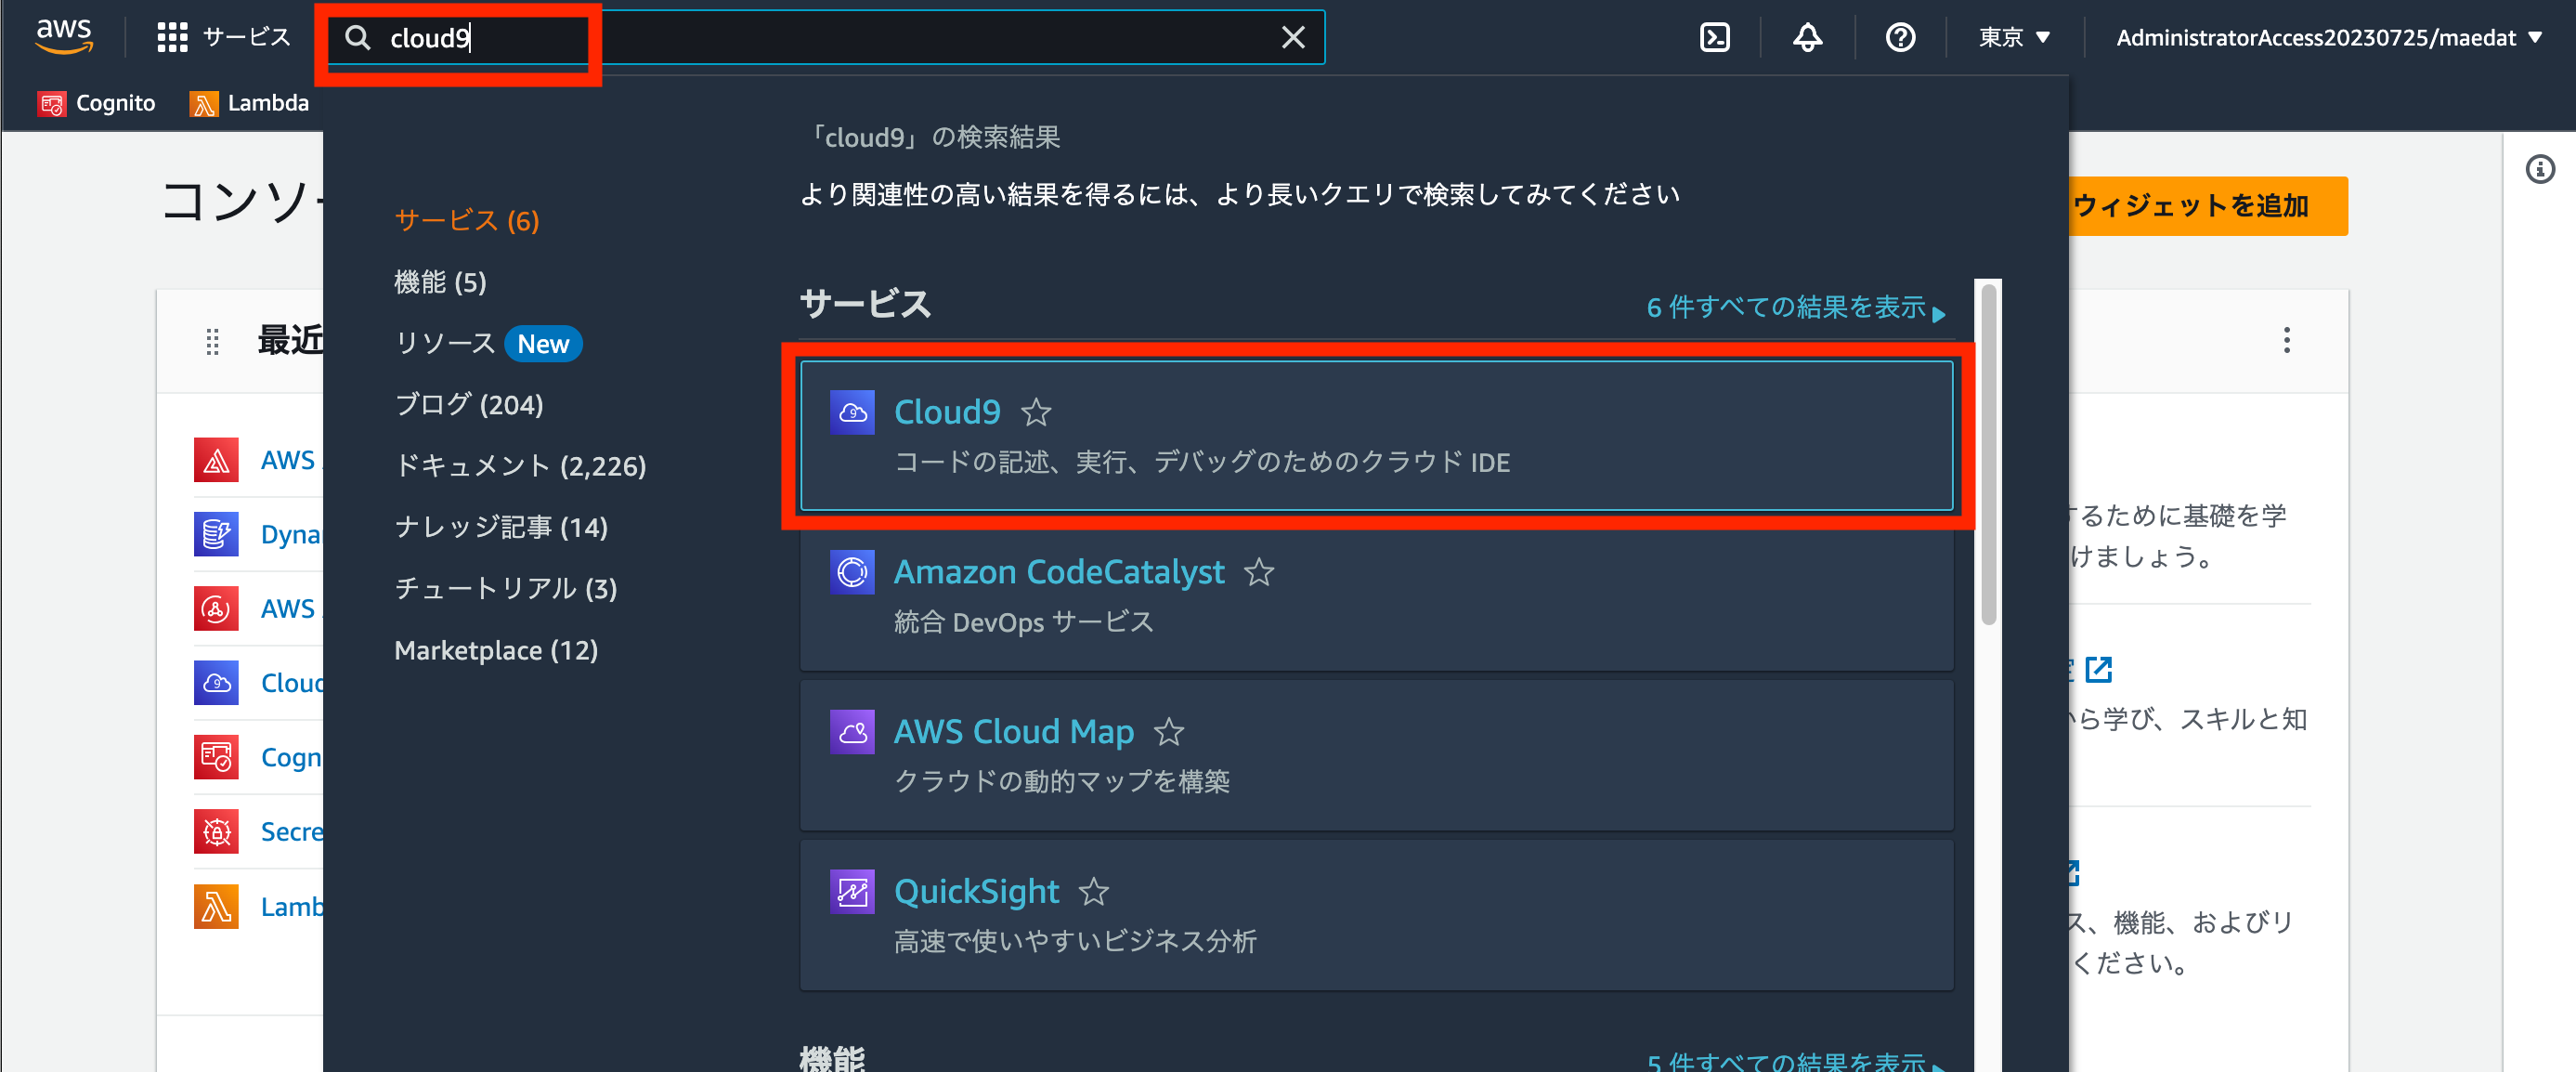 aws
サービス
cloud9
東京
AdministratorAccess20230725/maedat
Cognito
Lambda
「cloud9」の検索結果
より関連性の高い結果を得るには、より長いクエリで検索してみてください
コンソー
ウィジェットを追加
サービス (6)
機能 (5)
リソース New
ブログ (204)
ドキュメント (2,226)
ナレッジ記事 (14)
チュートリアル (3)
Marketplace (12)
サービス
6 件すべての結果を表示
Cloud9
コードの記述、実行、デバッグのためのクラウド IDE
Amazon CodeCatalyst
統合 DevOps サービス
AWS Cloud Map
クラウドの動的マップを構築
QuickSight
高速で使いやすいビジネス分析
機能
5 件すべての結果を表示
最近
AWS
Dyna
AWS
Cloud
Cogn
Secre
Lamb
するために基礎を学
けましょう。
から学び、スキルと知
ス、機能、およびリ
ください。